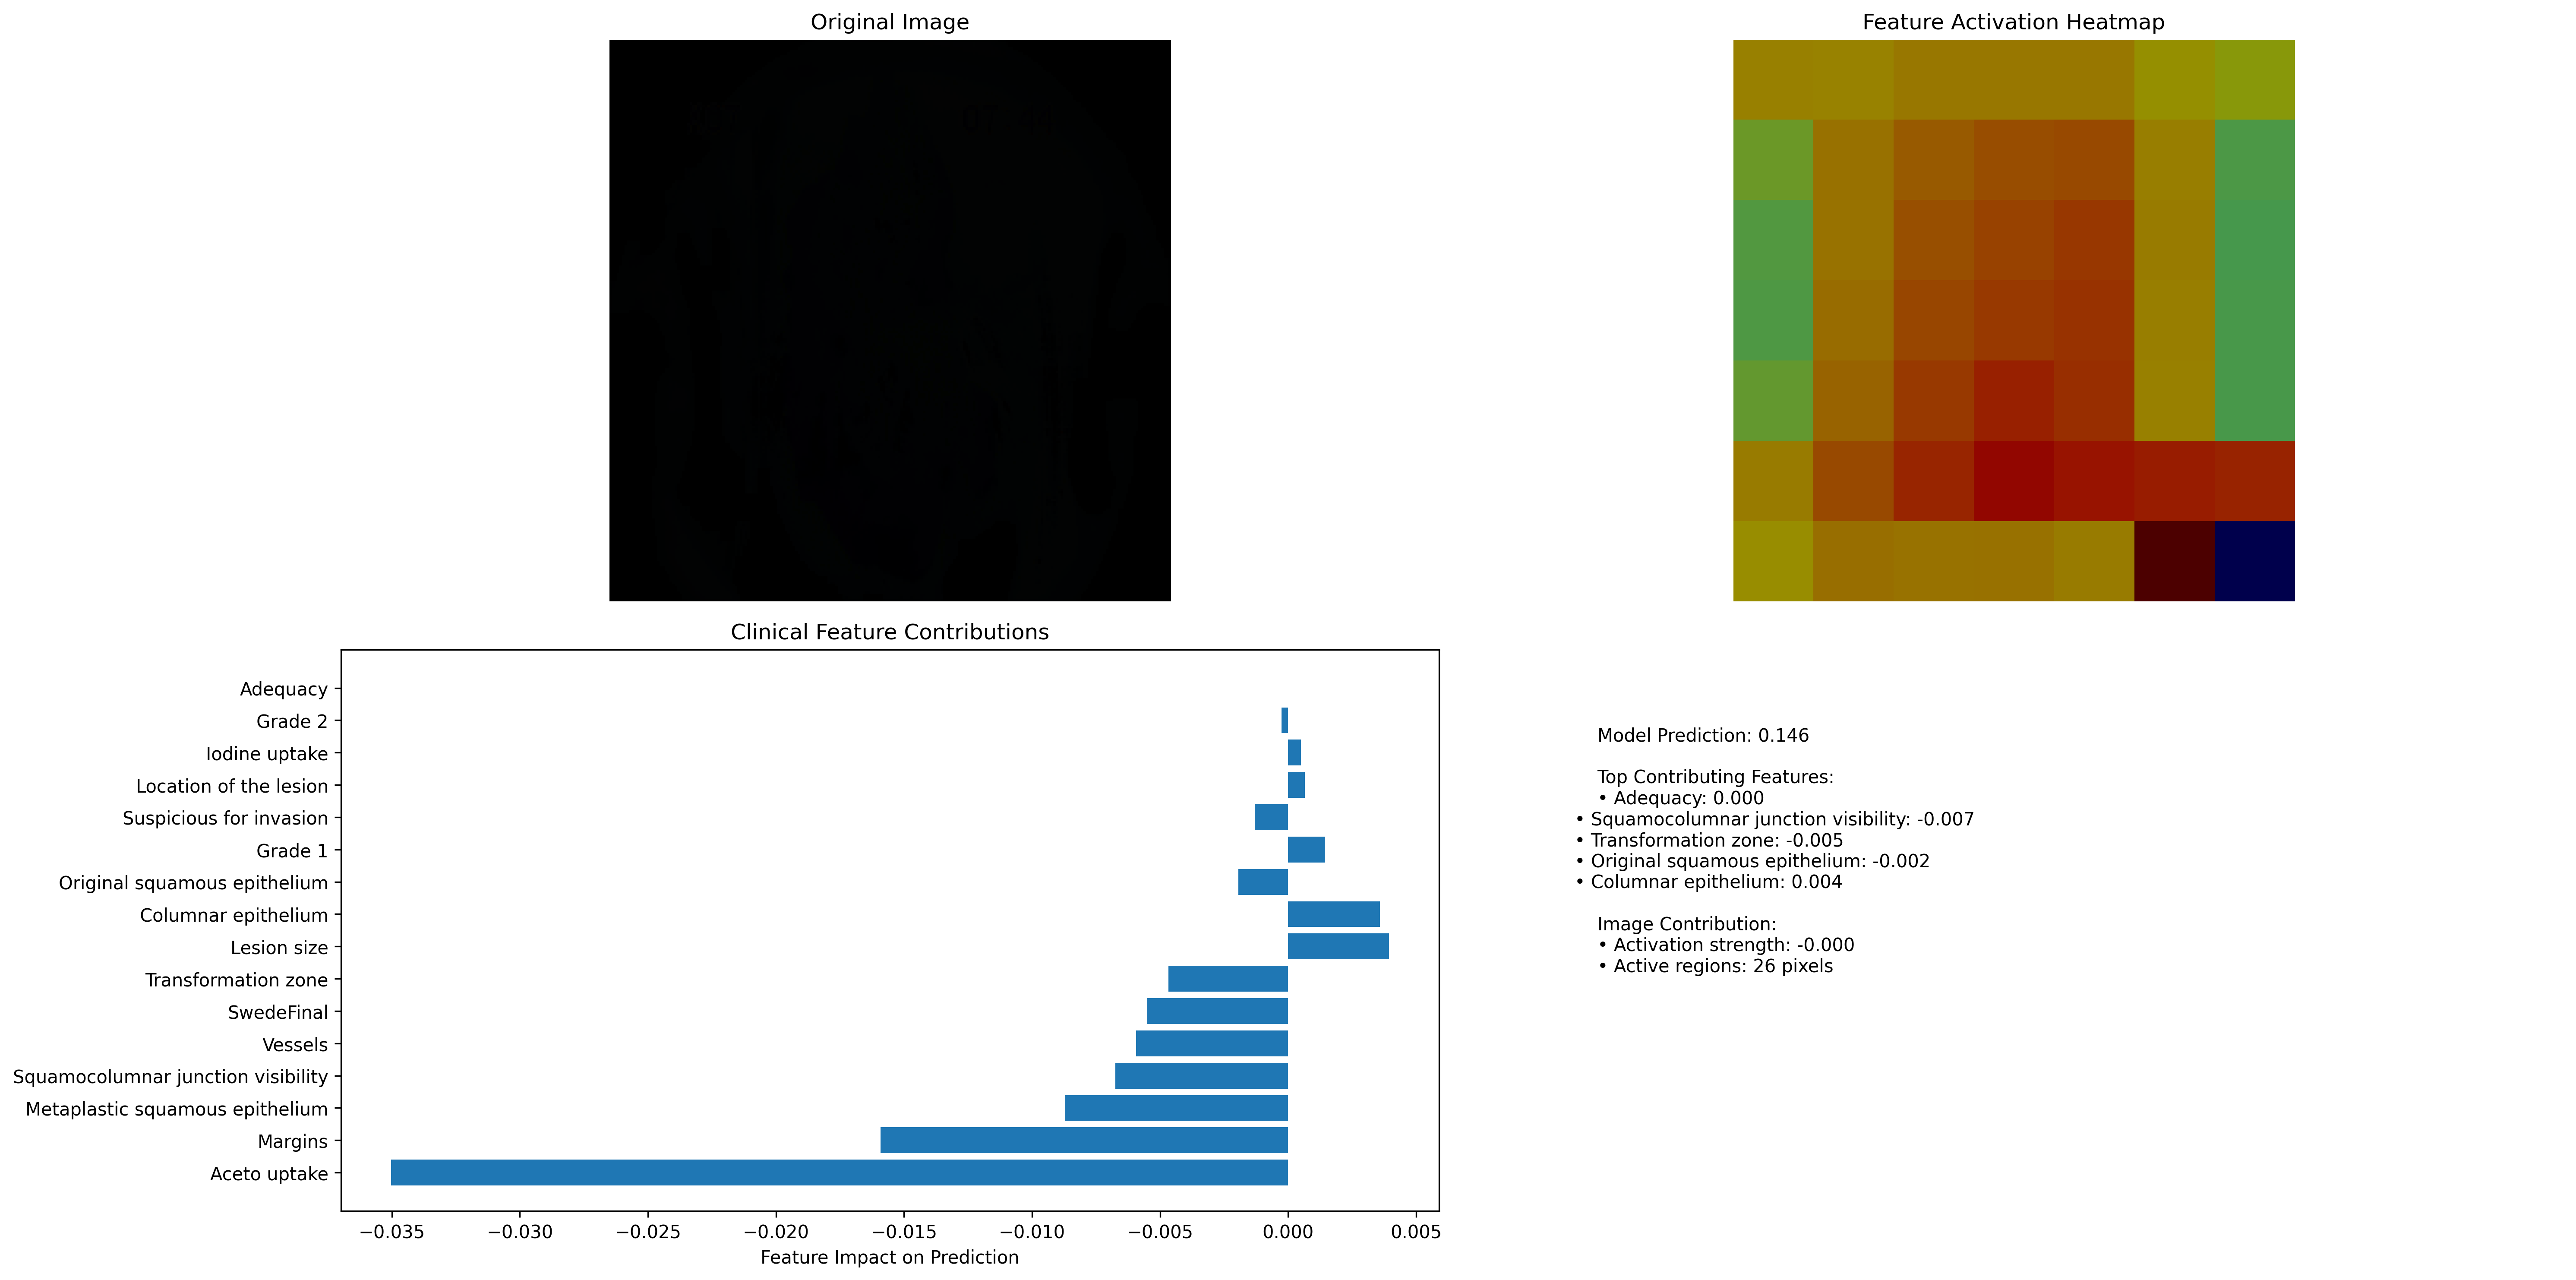 Original Image
Feature Activation Heatmap
Clinical Feature Contributions
Adequacy
Grade 2
Iodine uptake
Location of the lesion
Suspicious for invasion
Grade 1
Original squamous epithelium
Columnar epithelium
Lesion size
Transformation zone
SwedeFinal
Vessels
Squamocolumnar junction visibility
Metaplastic squamous epithelium
Margins
Aceto uptake
−0.035 −0.030 −0.025 −0.020 −0.015 −0.010 −0.005 0.000 0.005
Feature Impact on Prediction
Model Prediction: 0.146
Top Contributing Features:
• Adequacy: 0.000
• Squamocolumnar junction visibility: -0.007
• Transformation zone: -0.005
• Original squamous epithelium: -0.002
• Columnar epithelium: 0.004
Image Contribution:
• Activation strength: -0.000
• Active regions: 26 pixels